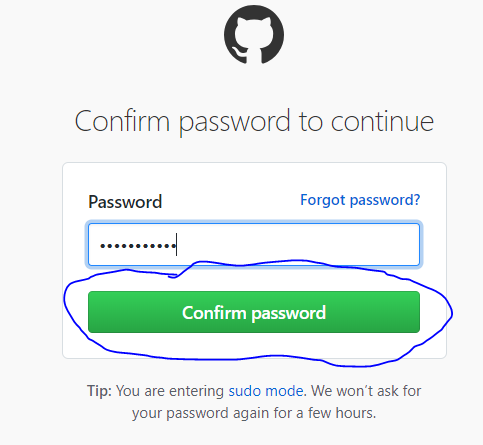 Confirm password to continue
Password Forgot password?
•••••••••••
Confirm password
Tip: You are entering sudo mode. We won’t ask for
your password again for a few hours.